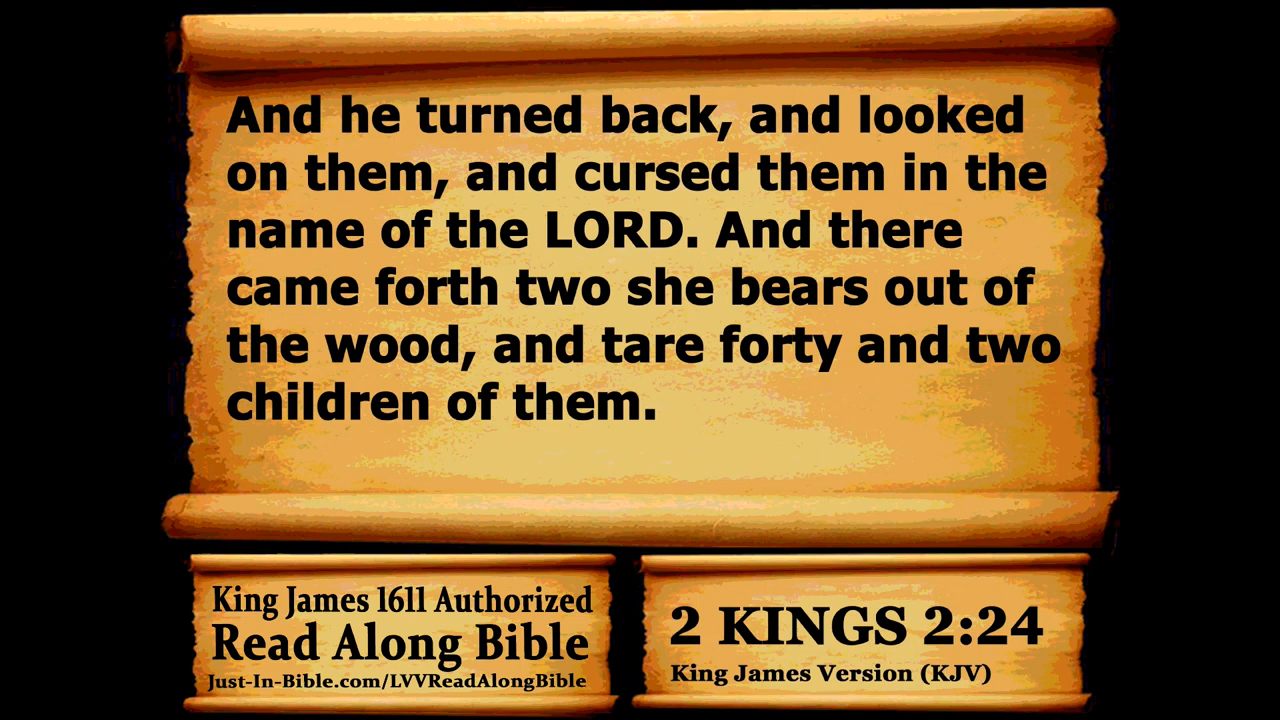 And he turned back, and looked
on them, and cursed them in the
name of the LORD. And there
came forth two she bears out of
the wood, and tare forty and two
children of them.
King James 1611 Authorized
Read Along Bible
Just-In-Bible.com/LVVReadAlongBible
2 KINGS 2:24
King James Version (KJV)